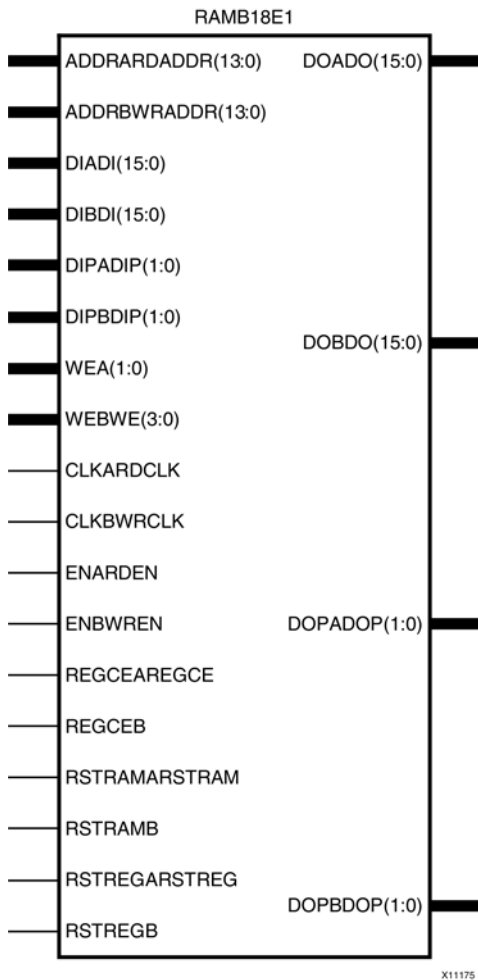 RAMB18E1
ADDRARDADDR(13:0)
DOADO(15:0)
ADDRBWRADDR(13:0)
DIADI(15:0)
DIBDI(15:0)
DIPADIP(1:0)
DIPBDIP(1:0)
DOBDO(15:0)
WEA(1:0)
WEBWE(3:0)
CLKARDCLK
CLKBWRCLK
ENARDEN
ENBWREN
DOPADOP(1:0)
REGCEAREGCE
REGCEB
RSTRAMARSTRAM
RSTRAMB
RSTREGARSTREG
DOPBDOP(1:0)
RSTREGB
X11175